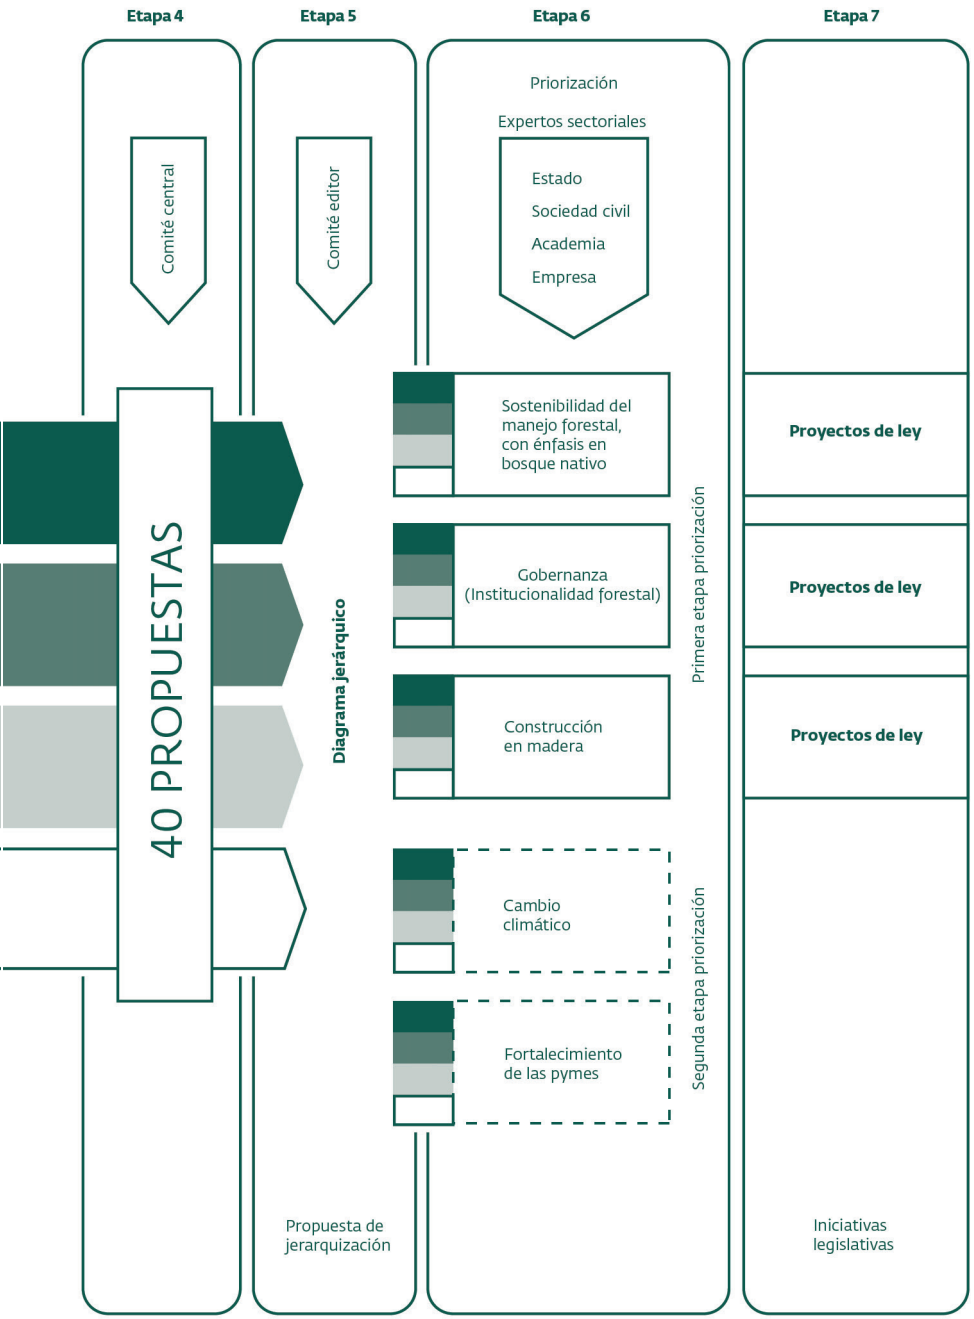 Etapa 4
Etapa 5
Etapa 6
Etapa 7
Comité central
Comité editor
Priorización
Expertos sectoriales
Estado
Sociedad civil
Academia
Empresa
40 PROPUESTAS
Diagrama jerárquico
Sostenibilidad del
manejo forestal,
con énfasis en
bosque nativo
Gobernanza
(Institucionalidad forestal)
Construcción
en madera
Primera etapa priorización
Cambio
climático
Fortalecimiento
de las pymes
Segunda etapa priorización
Proyectos de ley
Proyectos de ley
Proyectos de ley
Propuesta de
jerarquización
Iniciativas
legislativas